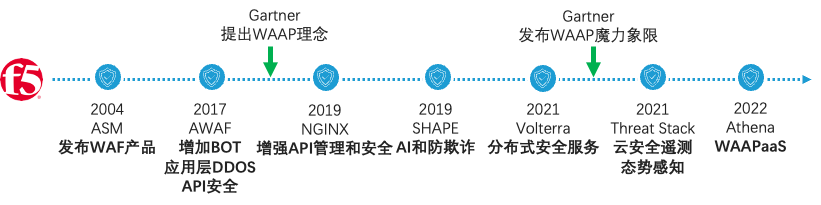 Gartner
提出WAAP理念
Gartner
发布WAAP魔力象限
f5
2004
ASM
发布WAF产品
2017
AWAF
增加BOT
应用层DDOS
API安全
2019
NGINX
增强API管理和安全
2019
SHAPE
AI和防欺诈
2021
Volterra
分布式安全服务
2021
Threat Stack
云安全遥测
态势感知
2022
Athena
WAAPaaS